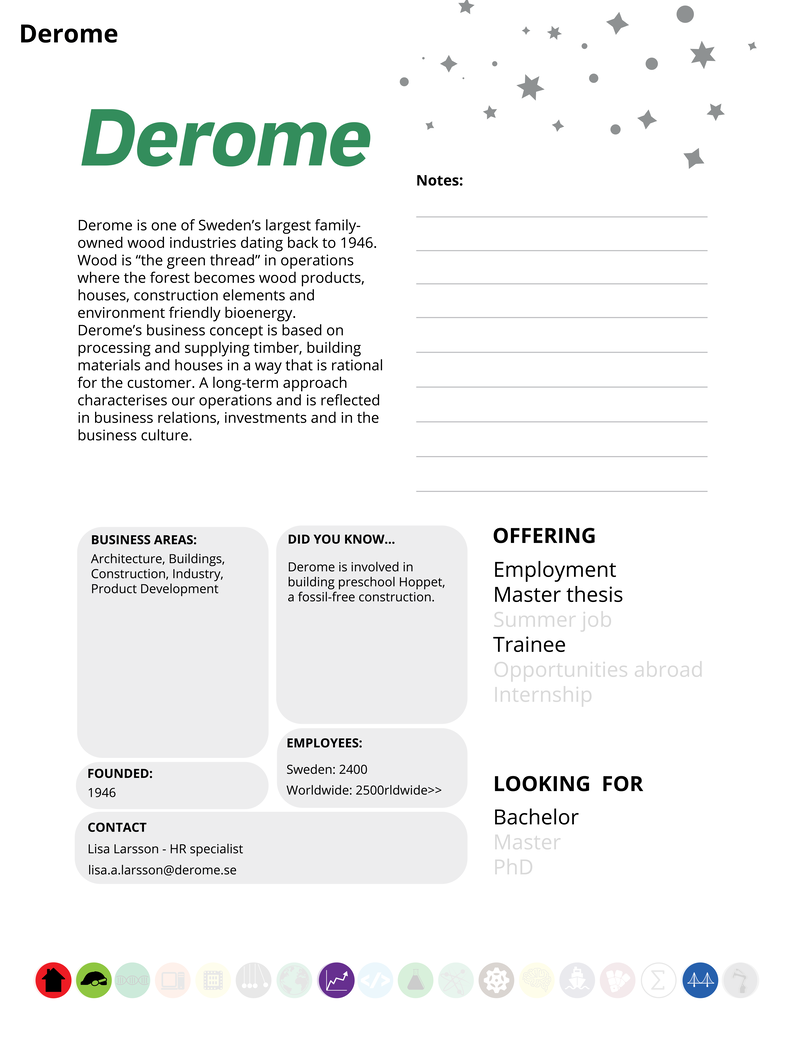 Derome
Derome
Notes:
Derome is one of Sweden’s largest family-
owned wood industries dating back to 1946.
Wood is “the green thread” in operations
where the forest becomes wood products,
houses, construction elements and
environment friendly bioenergy.
Derome’s business concept is based on
processing and supplying timber, building
materials and houses in a way that is rational
for the customer. A long-term approach
characterises our operations and is reflected
in business relations, investments and in the
business culture.
BUSINESS AREAS:
Architecture, Buildings,
Construction, Industry,
Product Development
DID YOU KNOW...
Derome is involved in
building preschool Hoppet,
a fossil-free construction.
EMPLOYEES:
Sweden: 2400
Worldwide: 2500rldwide>>
FOUNDED:
1946
CONTACT
Lisa Larsson - HR specialist
lisa.a.larsson@derome.se
OFFERING
Employment
Master thesis
Summer job
Trainee
Opportunities abroad
Internship
LOOKING FOR
Bachelor
Master
PhD